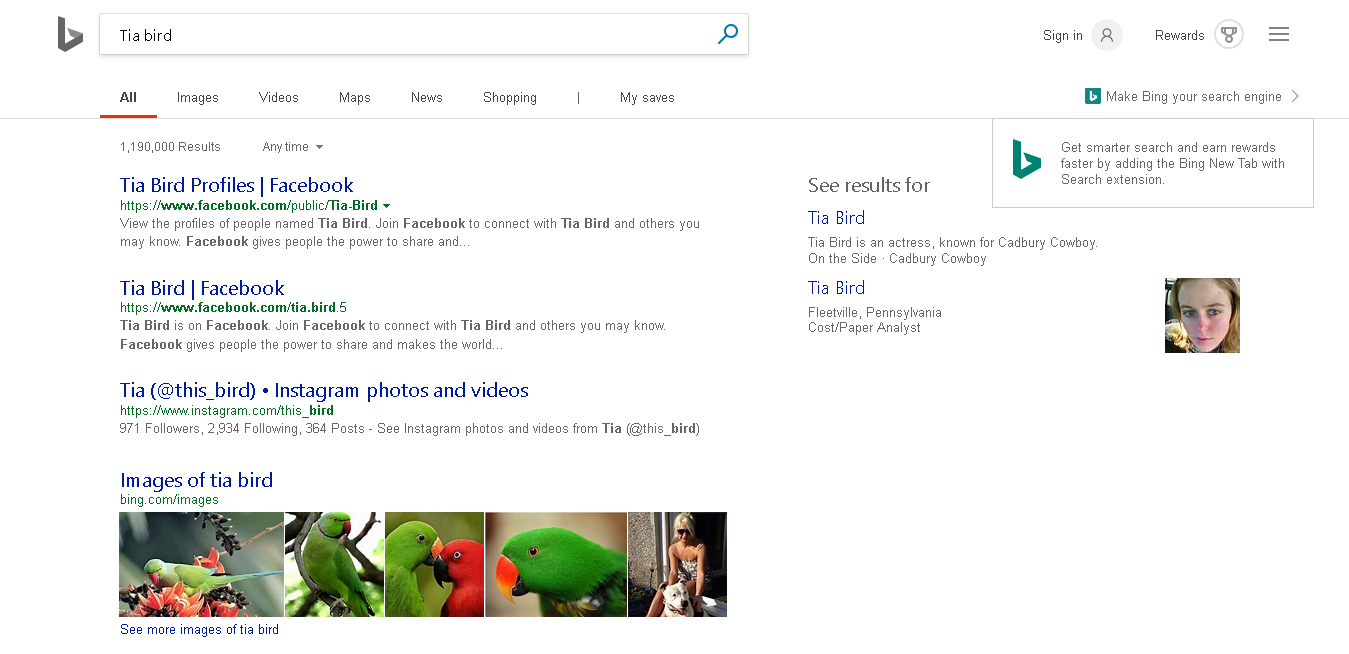 Tia bird
Sign in
Rewards
All
Images
Videos
Maps
News
Shopping
|
My saves
Make Bing your search engine
Get smarter search and earn rewards
faster by adding the Bing New Tab with
Search extension.
1,190,000 Results
Any time
Tia Bird Profiles | Facebook
https://www.facebook.com/public/Tia-Bird
View the profiles of people named Tia Bird. Join Facebook to connect with Tia Bird and others you
may know. Facebook gives people the power to share and...
Tia Bird | Facebook
https://www.facebook.com/tia.bird.5
Tia Bird is on Facebook. Join Facebook to connect with Tia Bird and others you may know.
Facebook gives people the power to share and makes the world...
Tia (@this_bird) • Instagram photos and videos
https://www.instagram.com/this_bird
971 Followers, 2,934 Following, 364 Posts - See Instagram photos and videos from Tia (@this_bird)
Images of tia bird
bing.com/images
See more images of tia bird
See results for
Tia Bird
Tia Bird is an actress, known for Cadbury Cowboy.
On the Side · Cadbury Cowboy
Tia Bird
Fleetville, Pennsylvania
Cost/Paper Analyst